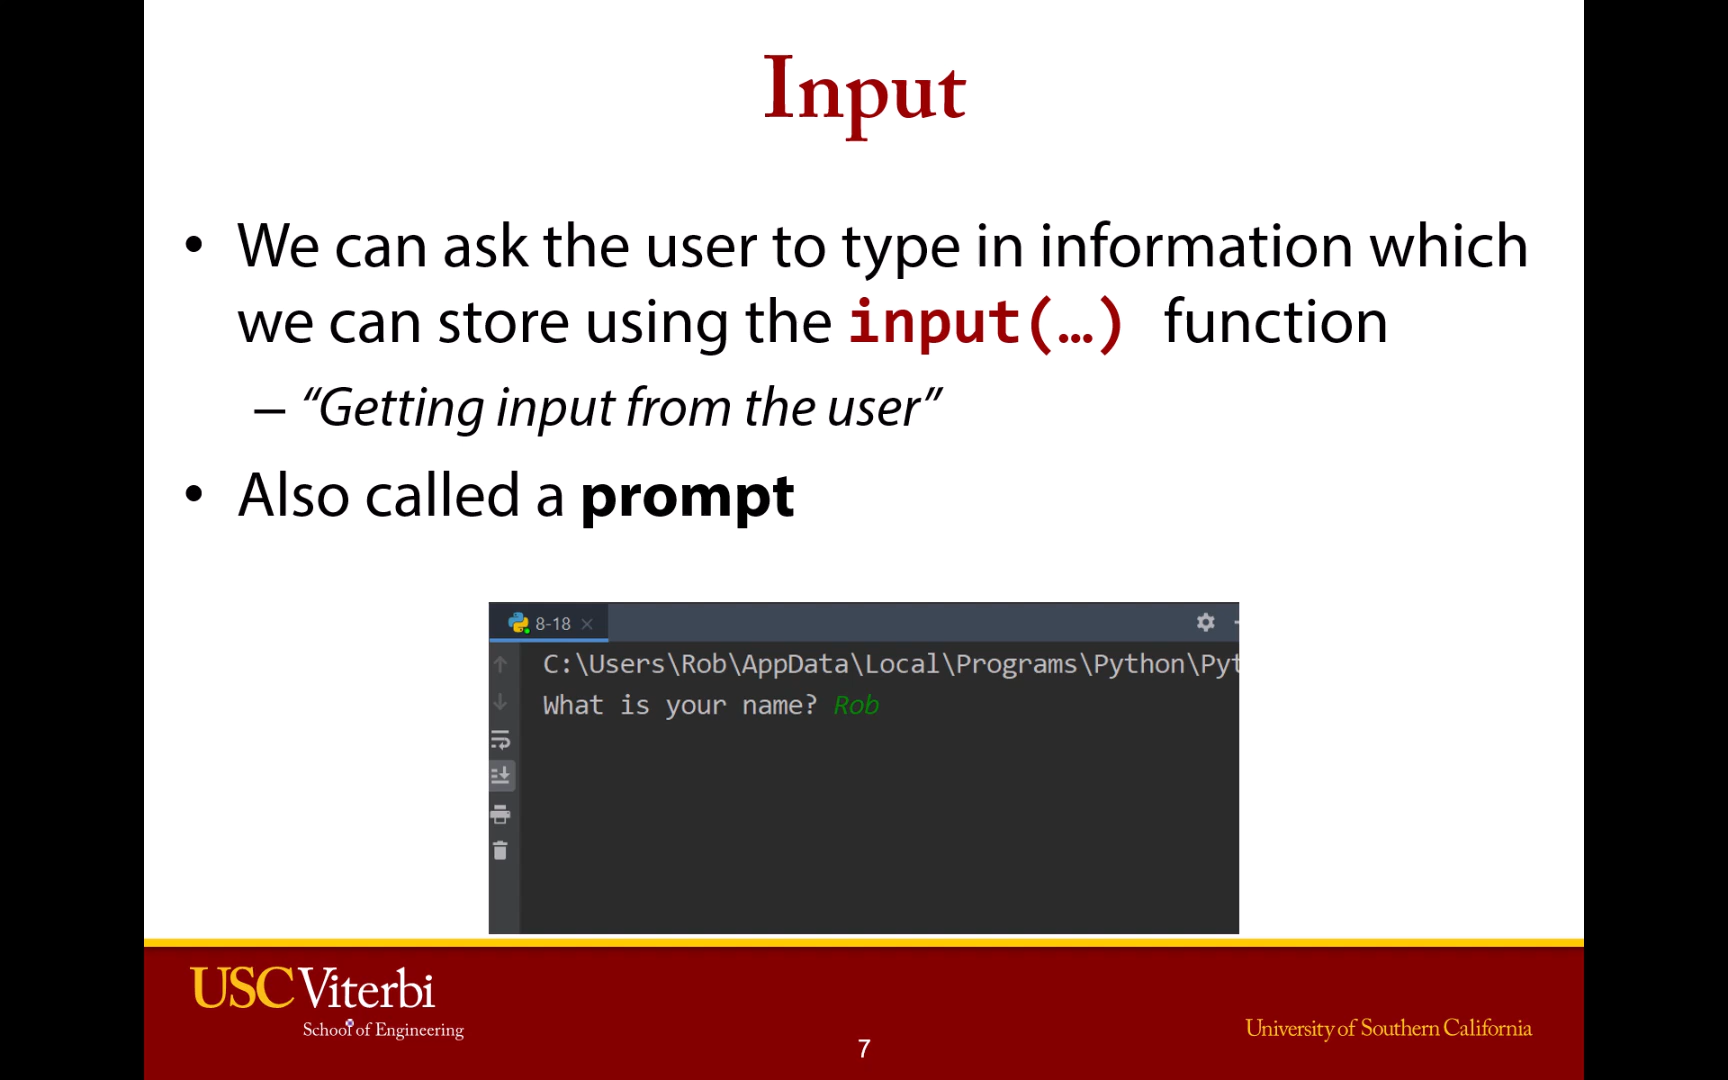 Input
• We can ask the user to type in information which
we can store using the input(…) function
– “Getting input from the user”
• Also called a prompt
8-18
C:\Users\Rob\AppData\Local\Programs\Python\Pyt
What is your name? Rob
USC Viterbi
School of Engineering
University of Southern California
7